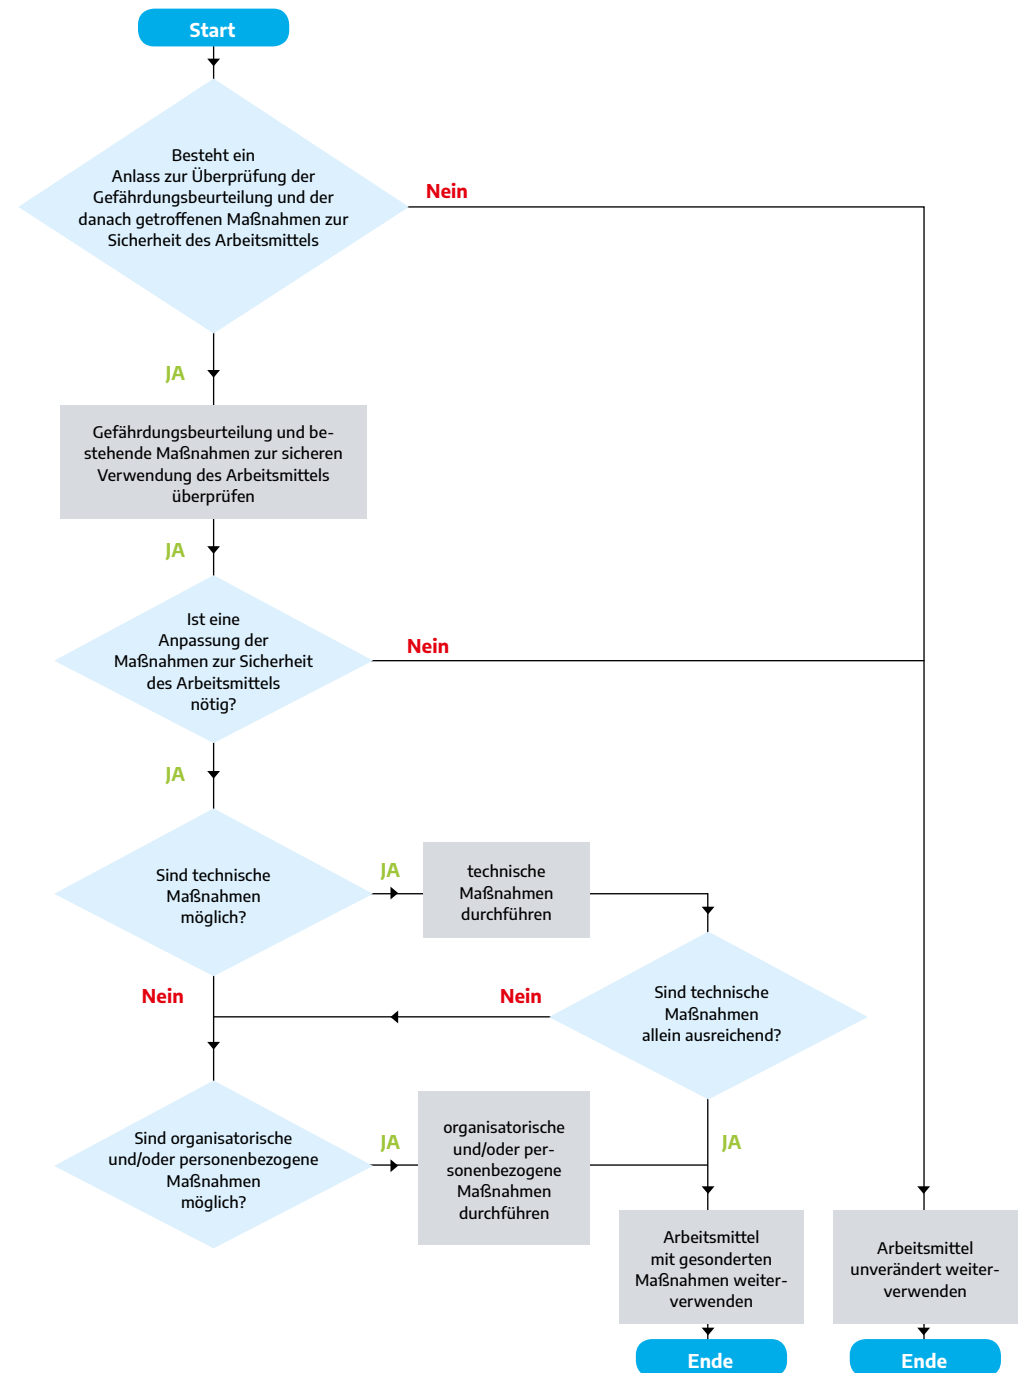 Start
Besteht ein
Anlass zur Überprüfung der
Gefährdungsbeurteilung und der
danach getroffenen Maßnahmen zur
Sicherheit des Arbeitsmittels
Nein
JA
Gefährdungsbeurteilung und be-
stehende Maßnahmen zur sicheren
Verwendung des Arbeitsmittels
überprüfen
JA
Ist eine
Anpassung der
Maßnahmen zur Sicherheit
des Arbeitsmittels
nötig?
Nein
JA
Sind technische
Maßnahmen
möglich?
JA
technische
Maßnahmen
durchführen
Nein
Nein
Sind technische
Maßnahmen
allein ausreichend?
Sind organisatorische
und/oder personenbezogene
Maßnahmen
möglich?
JA
organisatorische
und/oder per-
sonenbezogene
Maßnahmen
durchführen
JA
Arbeitsmittel
mit gesonderten
Maßnahmen weiter-
verwenden
Arbeitsmittel
unverändert weiter-
verwenden
Ende
Ende